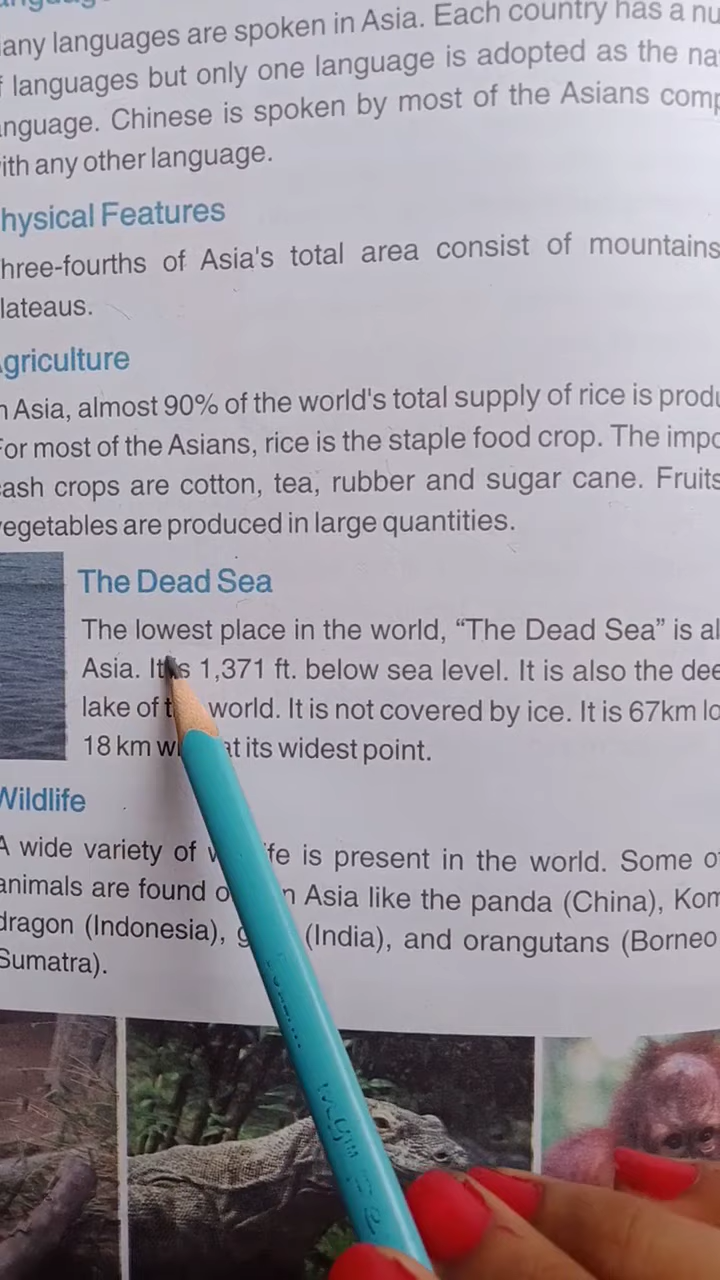 any languages are spoken in Asia. Each country has a nu
f languages but only one language is adopted as the na
nguage. Chinese is spoken by most of the Asians comp
ith any other language.
hysical Features
hree-fourths of Asia's total area consist of mountains
lateaus.
griculture
n Asia, almost 90% of the world's total supply of rice is produ
For most of the Asians, rice is the staple food crop. The impo
cash crops are cotton, tea, rubber and sugar cane. Fruits
vegetables are produced in large quantities.
The Dead Sea
The lowest place in the world, “The Dead Sea” is al
Asia. It is 1,371 ft. below sea level. It is also the dee
lake of t world. It is not covered by ice. It is 67km lo
18 km w at its widest point.
Wildlife
A wide variety of w fe is present in the world. Some o
animals are found o n Asia like the panda (China), Kom
dragon (Indonesia), g (India), and orangutans (Borneo
Sumatra).